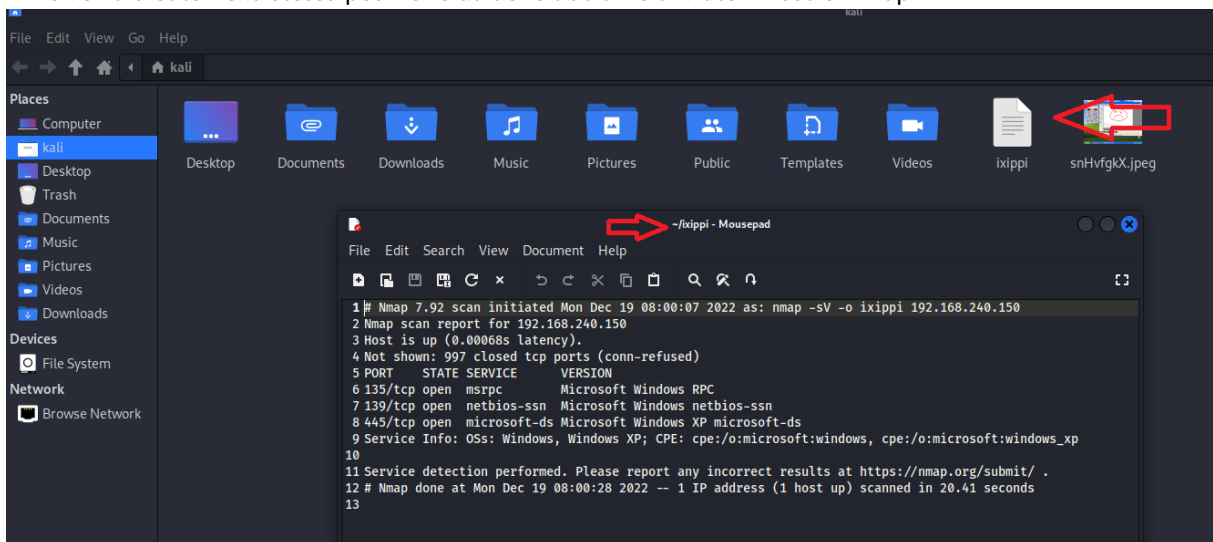 kali
File Edit View Go Help
kali
Places
Computer
kali
Desktop
Trash
Documents
Music
Pictures
Videos
Downloads
Devices
File System
Network
Browse Network
Desktop Documents Downloads Music Pictures Public Templates Videos ixippi snHvfgkX.jpeg
~/ixippi - Mousepad
File Edit Search View Document Help
1 # Nmap 7.92 scan initiated Mon Dec 19 08:00:07 2022 as: nmap -sV -o ixippi 192.168.240.150
2 Nmap scan report for 192.168.240.150
3 Host is up (0.00068s latency).
4 Not shown: 997 closed tcp ports (conn-refused)
5 PORT    STATE SERVICE      VERSION
6 135/tcp open  msrpc        Microsoft Windows RPC
7 139/tcp open  netbios-ssn  Microsoft Windows netbios-ssn
8 445/tcp open  microsoft-ds Microsoft Windows XP microsoft-ds
9 Service Info: OSs: Windows, Windows XP; CPE: cpe:/o:microsoft:windows, cpe:/o:microsoft:windows_xp
10
11 Service detection performed. Please report any incorrect results at https://nmap.org/submit/ .
12 # Nmap done at Mon Dec 19 08:00:28 2022 -- 1 IP address (1 host up) scanned in 20.41 seconds
13